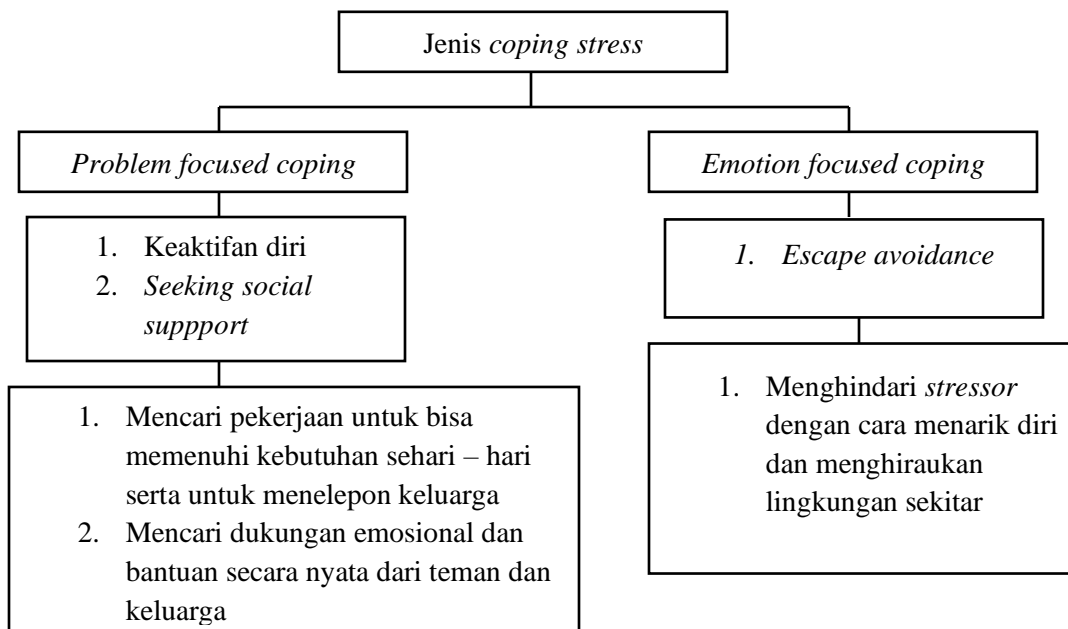 Jenis coping stress
Problem focused coping
Emotion focused coping
1. Keaktifan diri
2. Seeking social
suppport
1. Escape avoidance
1. Mencari pekerjaan untuk bisa
memenuhi kebutuhan sehari – hari
serta untuk menelepon keluarga
2. Mencari dukungan emosional dan
bantuan secara nyata dari teman dan
keluarga
1. Menghindari stressor
dengan cara menarik diri
dan menghiraukan
lingkungan sekitar